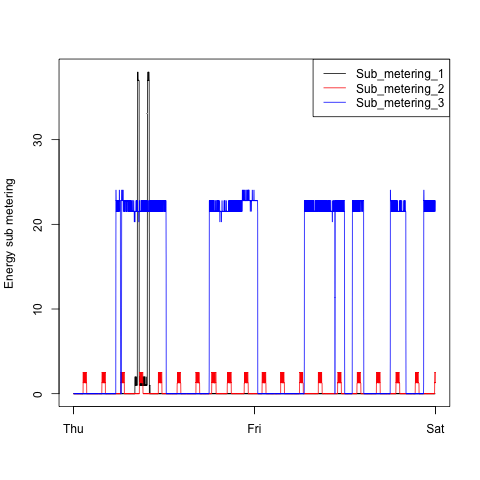 Sub_metering_1
Sub_metering_2
Sub_metering_3
Energy sub metering
30
20
10
0
Thu Fri Sat